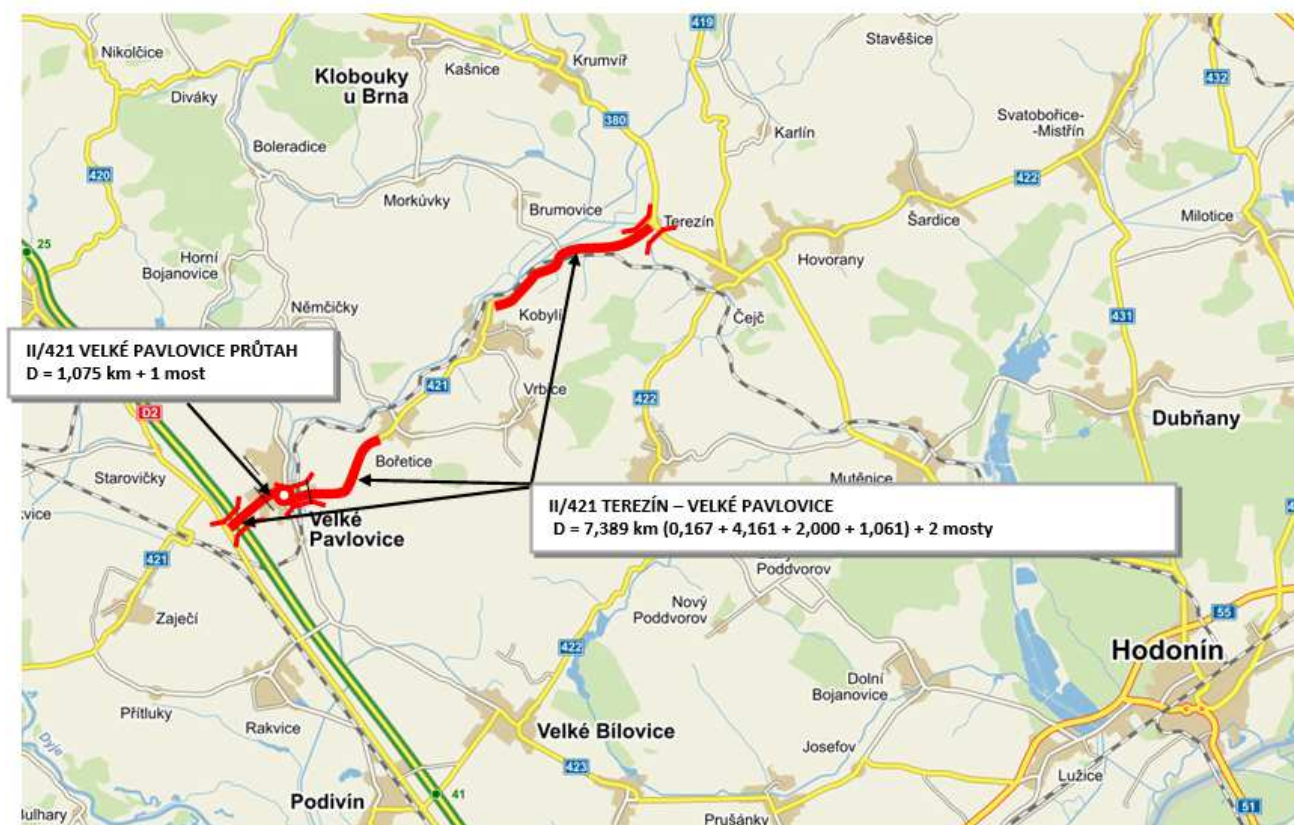 Nikolčice
Diváky
Klobouky
u Brna
Kašnice
Krumvíř
419
Stavěšice
432
380
Karlín
Svatobořice-
-Mistřín
Boleradice
420
Morkůvky
Brumovice
Terezín
422
Šardice
Milotice
25
Horní
Bojanovice
Hovorany
Němčičky
Kobylí
Čejč
431
II/421 VELKÉ PAVLOVICE PRŮTAH
D = 1,075 km + 1 most
421
Vrbice
422
D2
Dubňany
Starovičky
Bořetice
Mutěnice
II/421 TEREZÍN – VELKÉ PAVLOVICE
D = 7,389 km (0,167 + 4,161 + 2,000 + 1,061) + 2 mosty
Velké
Pavlovice
421
Poddvorov
Zaječí
Nový
Poddvorov
55
422
Hodonín
Dolní
Bojanovice
Přítluky
Rakvice
Velké Bílovice
Dyje
Josefov
423
Lužice
41
Podivín
51
Prušánky